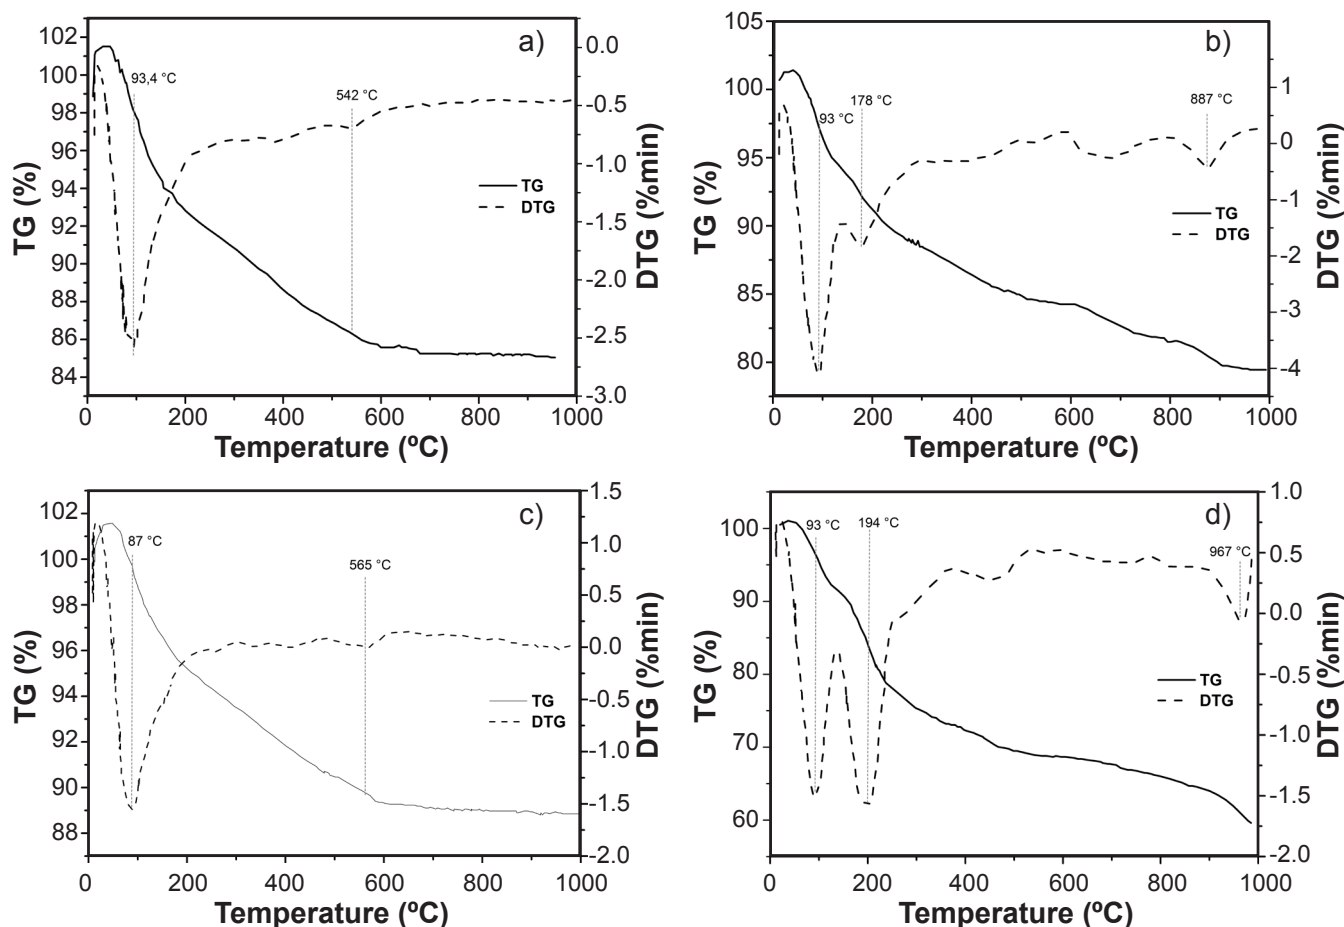 a)
TG (%)
102
100
98
96
94
92
90
88
86
84
93,4 °C
542 °C
TG
DTG
0.0
-0.5
-1.0
-1.5
-2.0
-2.5
-3.0
DTG (%min)
0 200 400 600 800 1000
Temperature (ºC)
b)
TG (%)
105
100
95
90
85
80
93 °C
178 °C
887 °C
TG
DTG
1
0
-1
-2
-3
-4
DTG (%min)
0 200 400 600 800 1000
Temperature (ºC)
c)
TG (%)
102
100
98
96
94
92
90
88
87 °C
565 °C
TG
DTG
1.5
1.0
0.5
0.0
-0.5
-1.0
-1.5
-2.0
DTG (%min)
0 200 400 600 800 1000
Temperature (ºC)
d)
TG (%)
100
90
80
70
60
93 °C
194 °C
967 °C
TG
DTG
1.0
0.5
0.0
-0.5
-1.0
-1.5
-2.0
DTG (%min)
0 200 400 600 800 1000
Temperature (ºC)